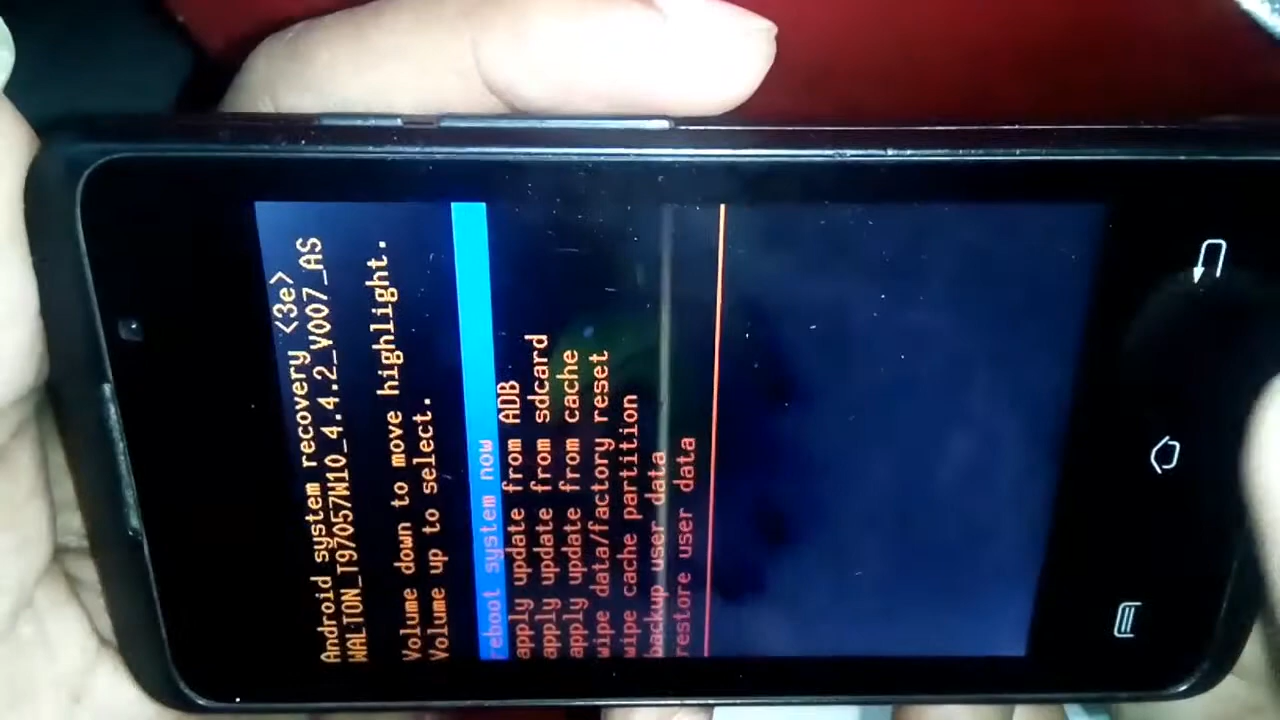 Android system recovery <3e>
WALTON_T97057W10_4.4.2_V007_AS
Volume down to move highlight.
Volume up to select.
reboot system now
apply update from ADB
apply update from sdcard
apply update from cache
wipe data/factory reset
wipe cache partition
backup user data
restore user data